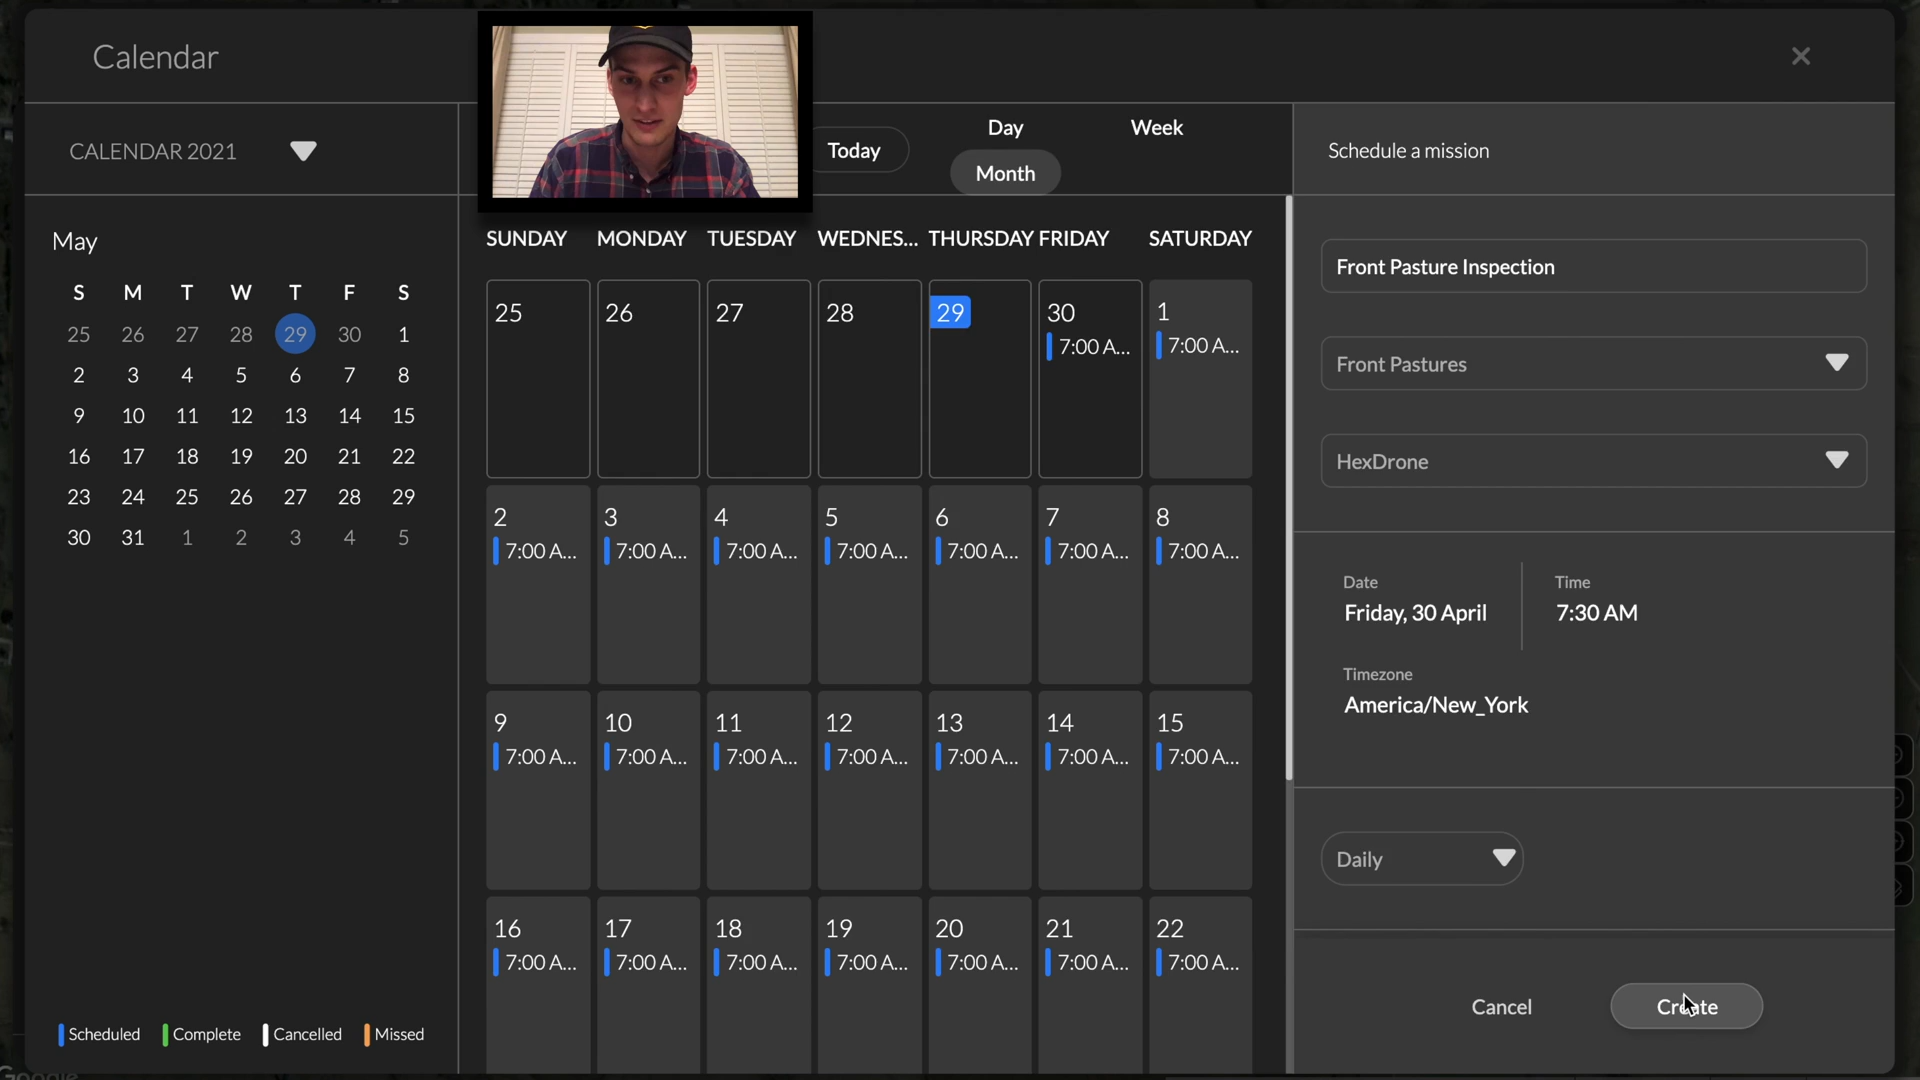 Calendar
CALENDAR 2021
Today
Day
Week
Month
Schedule a mission
May
S M T W T F S
25 26 27 28 29 30 1
2 3 4 5 6 7 8
9 10 11 12 13 14 15
16 17 18 19 20 21 22
23 24 25 26 27 28 29
30 31 1 2 3 4 5
Scheduled Complete Cancelled Missed
SUNDAY MONDAY TUESDAY WEDNES... THURSDAY FRIDAY SATURDAY
25 26 27 28 29 30 1
7:00 A... 7:00 A...
2 3 4 5 6 7 8
7:00 A... 7:00 A... 7:00 A... 7:00 A... 7:00 A... 7:00 A... 7:00 A...
9 10 11 12 13 14 15
7:00 A... 7:00 A... 7:00 A... 7:00 A... 7:00 A... 7:00 A... 7:00 A...
16 17 18 19 20 21 22
7:00 A... 7:00 A... 7:00 A... 7:00 A... 7:00 A... 7:00 A... 7:00 A...
Front Pasture Inspection
Front Pastures
HexDrone
Date
Friday, 30 April
Time
7:30 AM
Timezone
America/New_York
Daily
Cancel
Create
Google